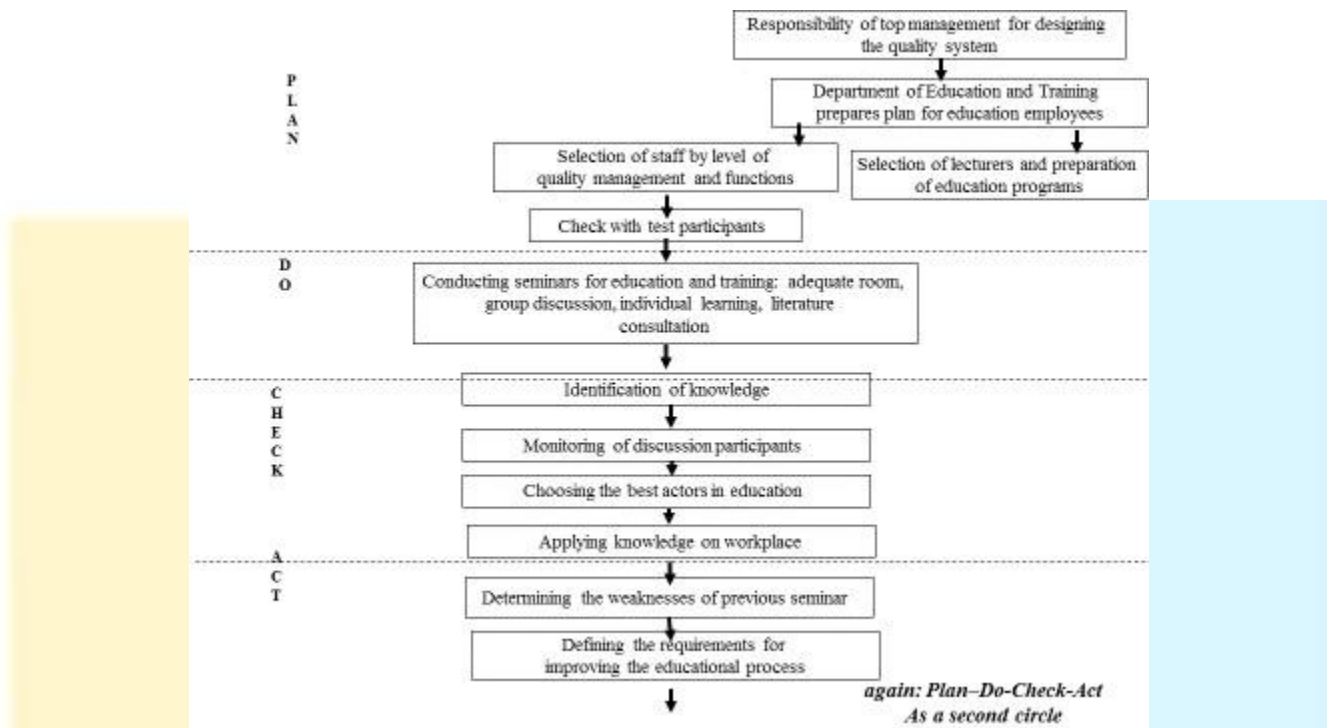 Responsibility of top management for designing
the quality system
P
L
A
N
Department of Education and Training
prepares plan for education employees
Selection of staff by level of
quality management and functions
Selection of lecturers and preparation
of education programs
Check with test participants
D
O
Conducting seminars for education and training: adequate room,
group discussion, individual learning, literature
consultation
C
H
E
C
K
Identification of knowledge
Monitoring of discussion participants
Choosing the best actors in education
Applying knowledge on workplace
A
C
T
Determining the weaknesses of previous seminar
Defining the requirements for
improving the educational process
again: Plan–Do-Check-Act
As a second circle